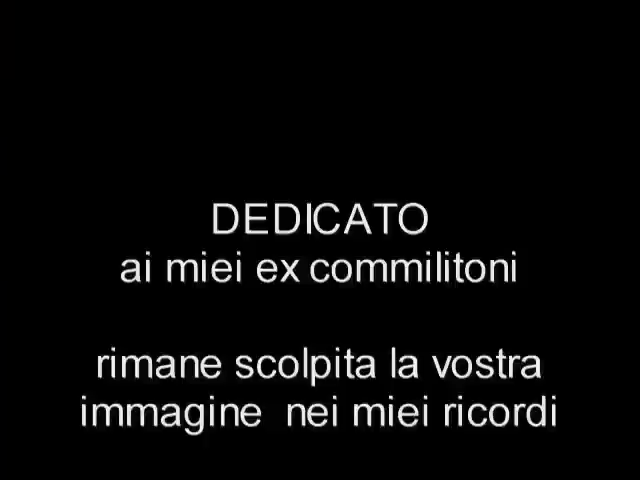 DEDICATO
ai miei ex commilitoni
rimane scolpita la vostra
immagine nei miei ricordi